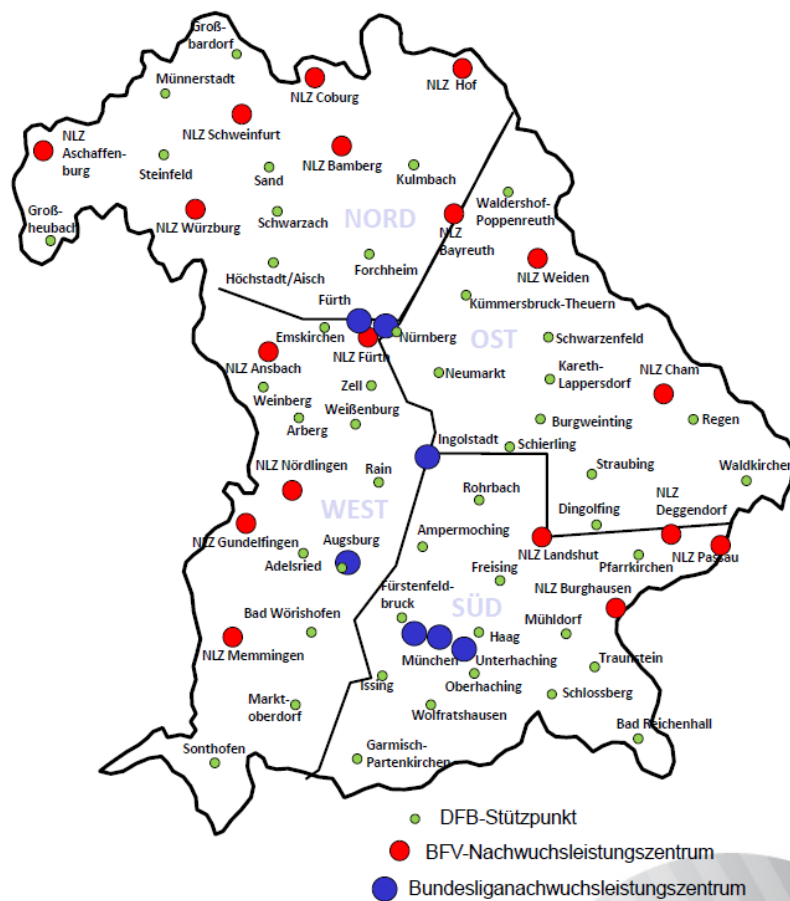 Groß-
bardorf
Münnerstadt
NLZ Coburg
NLZ Hof
NLZ Schweinfurt
NLZ
Aschaffen-
burg
NLZ Bamberg
Steinfeld
Sand
Kulmbach
Waldershof-
Poppenreuth
Groß-
heubach
NLZ Würzburg
Schwarzach
NORD
NLZ
Bayreuth
Forchheim
NLZ Weiden
Höchstadt/Aisch
Fürth
Kümmersbruck-Theuern
Emskirchen
Nürnberg
OST
Schwarzenfeld
NLZ Fürth
NLZ Ansbach
Neumarkt
Kareth-
Lappersdorf
NLZ Cham
Zell
Weinberg
Weißenburg
Arberg
Burgweinting
Regen
Ingolstadt
Schierling
NLZ Nördlingen
Rain
Straubing
Waldkirchen
Rohrbach
WEST
Dingolfing
NLZ
Deggendorf
NLZ Gundelfingen
Augsburg
Ampermoching
NLZ Landshut
NLZ Passau
Adelsried
Freising
Pfarrkirchen
Fürstenfeld-
bruck
SÜD
NLZ Burghausen
Bad Wörishofen
Haag
Mühldorf
NLZ Memmingen
München
Unterhaching
Traunstein
Issing
Oberhaching
Markt-
oberdorf
Wolfratshausen
Schlossberg
Bad Reichenhall
Sonthofen
Garmisch-
Partenkirchen
DFB-Stützpunkt
BFV-Nachwuchsleistungszentrum
Bundesliganachwuchsleistungszentrum